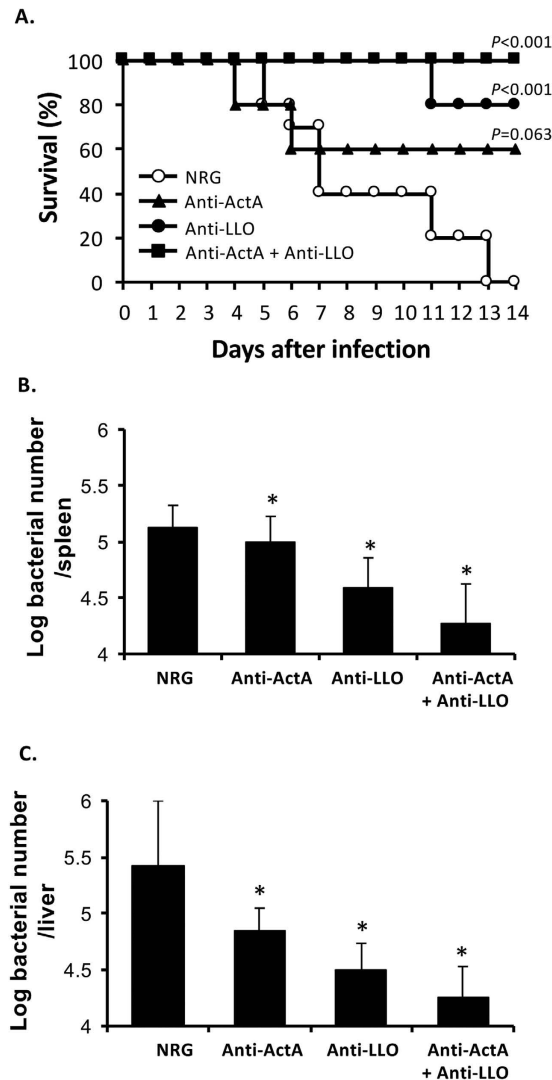 A.
P<0.001
100
P<0.001
80
P=0.063
60
40
20
0
Survival (%)
NRG
Anti-ActA
Anti-LLO
Anti-ActA + Anti-LLO
0 1 2 3 4 5 6 7 8 9 10 11 12 13 14
Days after infection
B.
Log bacterial number
/spleen
6
5.5
5
4.5
4
* * *
NRG Anti-ActA Anti-LLO Anti-ActA
+ Anti-LLO
C.
Log bacterial number
/liver
6
5.5
5
4.5
4
* * *
NRG Anti-ActA Anti-LLO Anti-ActA
+ Anti-LLO